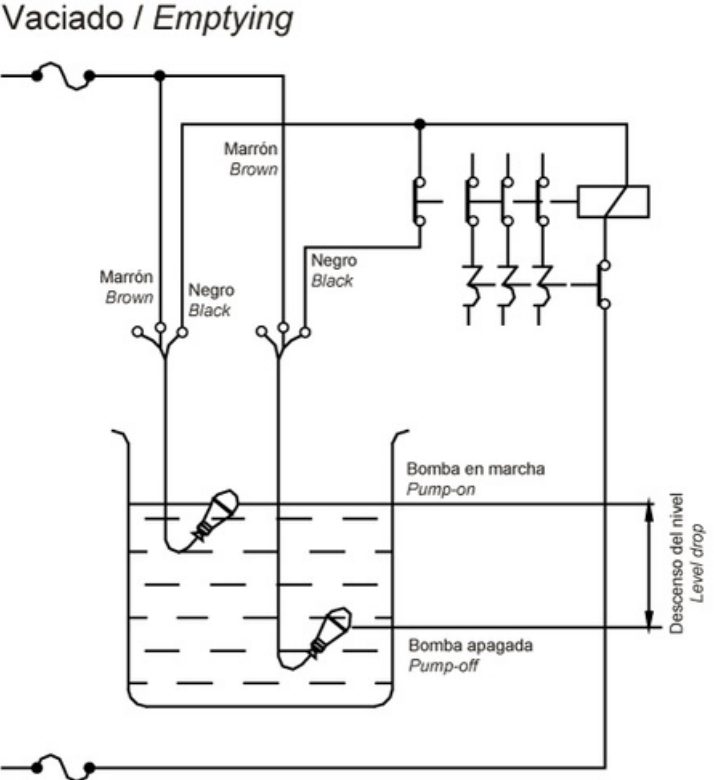 Vaciado / Emptying
Marrón
Brown
Marrón
Brown
Negro
Black
Negro
Black
Bomba en marcha
Pump-on
Descenso del nivel
Level drop
Bomba apagada
Pump-off